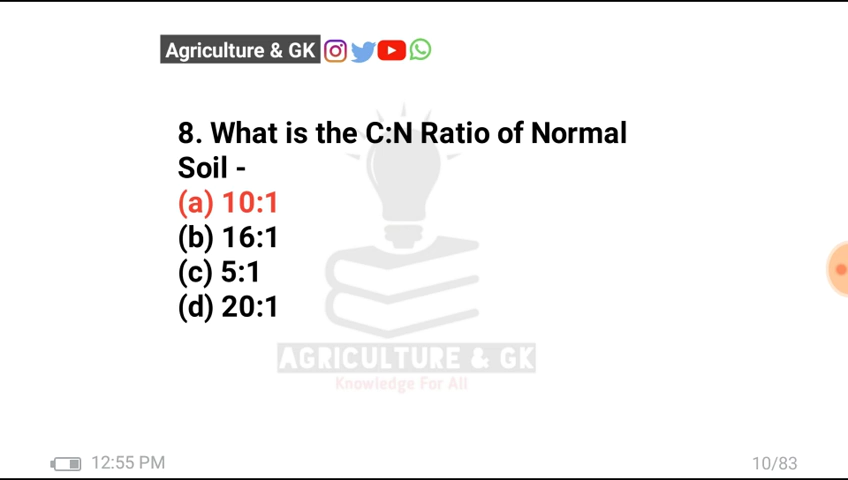 Agriculture & GK
8. What is the C:N Ratio of Normal
Soil -
(a) 10:1
(b) 16:1
(c) 5:1
(d) 20:1
AGRICULTURE & GK
Knowledge For All
12:55 PM
10/83